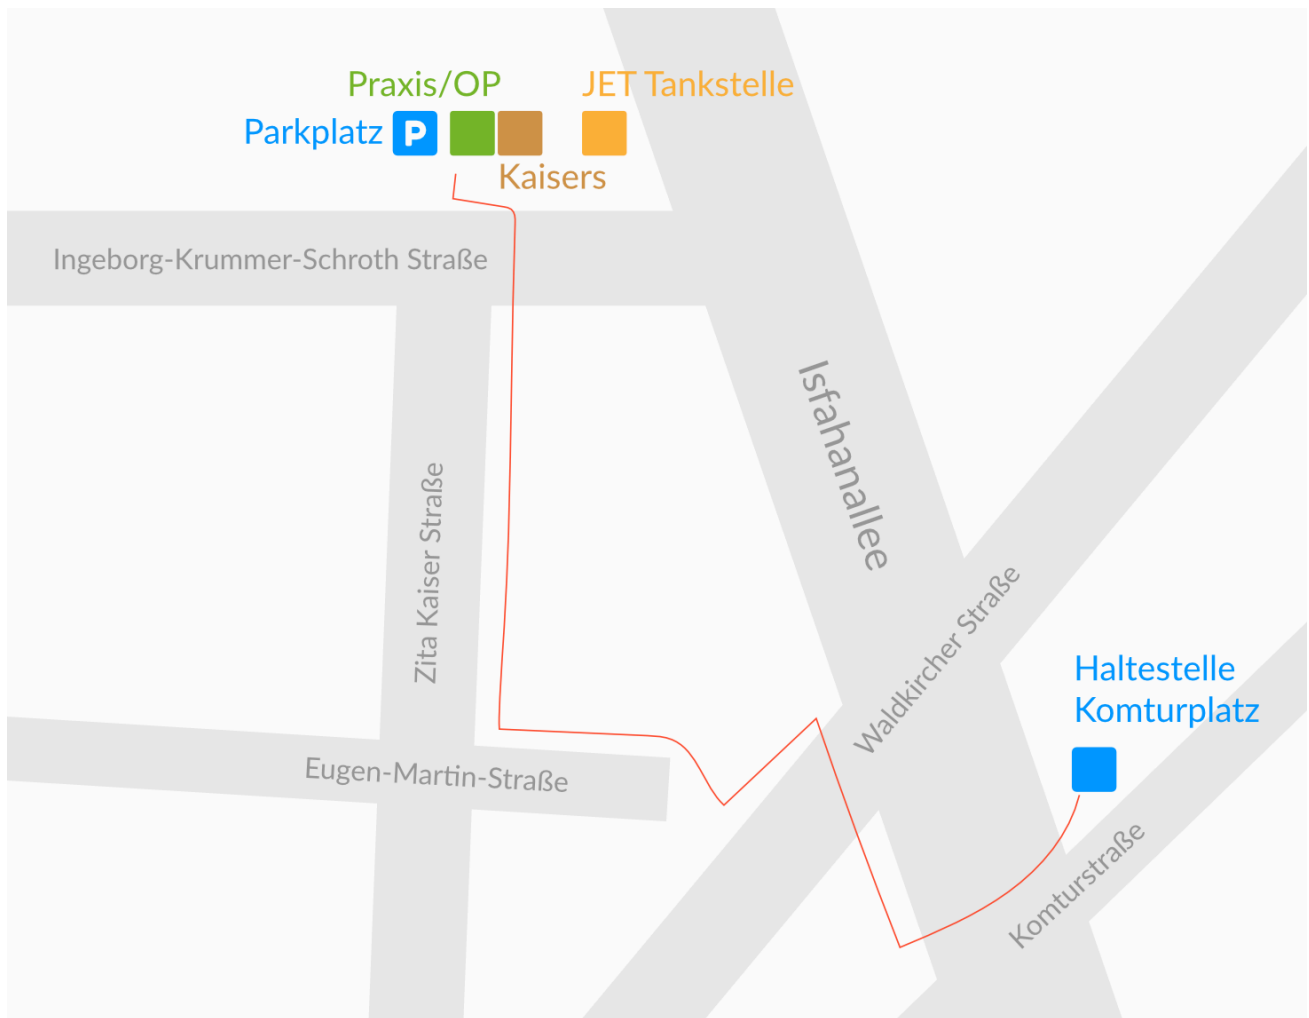 Praxis/OP
JET Tankstelle
Parkplatz
P
Kaisers
Ingeborg-Krummer-Schroth Straße
Isfahanallee
Zita Kaiser Straße
Waldkircher Straße
Haltestelle
Komturplatz
Eugen-Martin-Straße
Komturstraße